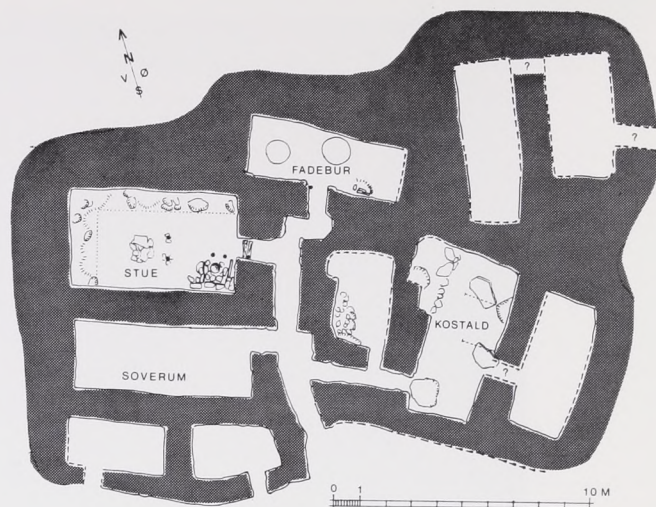 N
V Ø
S
?
?
FADEBUR
STUE
KOSTALD
?
SOVERUM
0 1 10 M